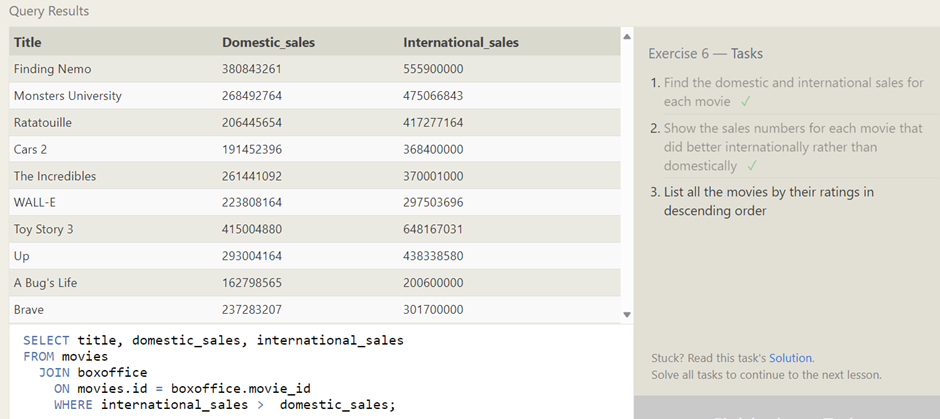 Query Results
Title Domestic_sales International_sales
Finding Nemo 380843261 555900000
Monsters University 268492764 475066843
Ratatouille 206445654 417277164
Cars 2 191452396 368400000
The Incredibles 261441092 370001000
WALL-E 223808164 297503696
Toy Story 3 415004880 648167031
Up 293004164 438338580
A Bug's Life 162798565 200600000
Brave 237283207 301700000
SELECT title, domestic_sales, international_sales
FROM movies
JOIN boxoffice
ON movies.id = boxoffice.movie_id
WHERE international_sales > domestic_sales;
Exercise 6 — Tasks
1. Find the domestic and international sales for
each movie ✓
2. Show the sales numbers for each movie that
did better internationally rather than
domestically ✓
3. List all the movies by their ratings in
descending order
Stuck? Read this task's Solution.
Solve all tasks to continue to the next lesson.